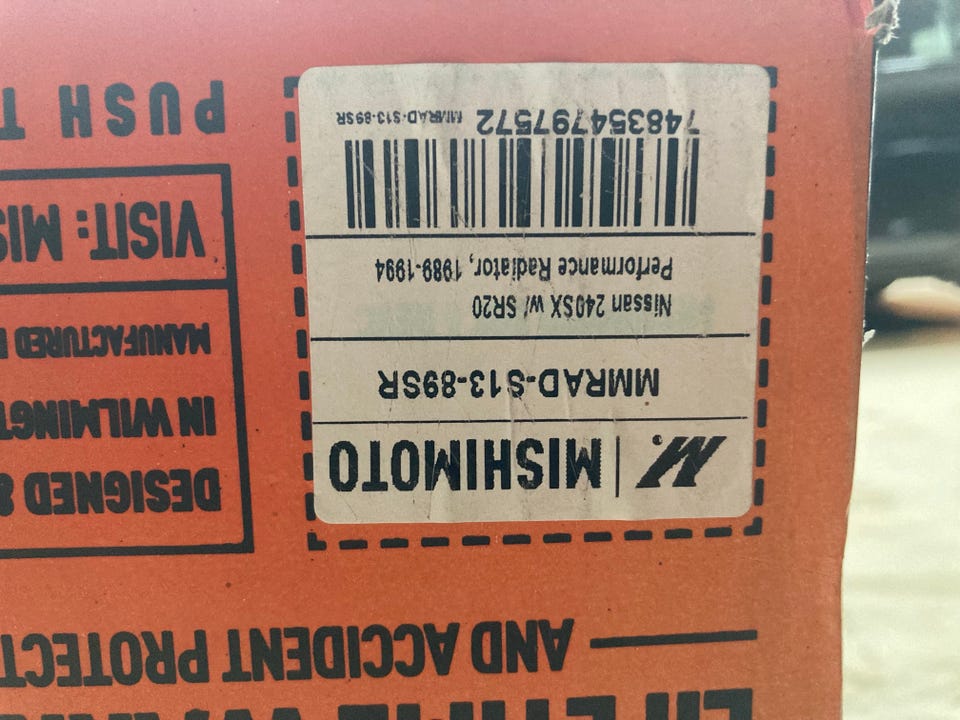 LIFETIME
AND ACCIDENT PROTECT
DESIGNED &
IN WILMINGT
MANUFACTURED
VISIT: MIS
PUSH T
M. | MISHIMOTO
MMRAD-S13-89SR
Nissan 240SX w/ SR20
Performance Radiator, 1989-1994
748354797572 MMRAD-S13-89SR